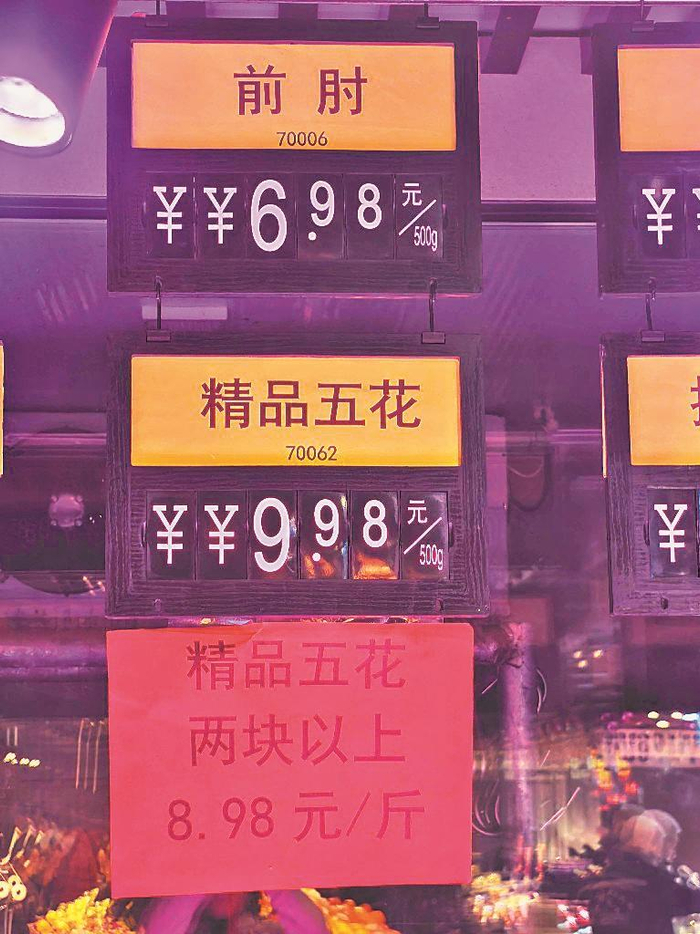 前肘
70006
¥¥6.98元/500g
¥
精品五花
70062
¥¥9.98元/500g
¥
精品五花
两块以上
8.98元/斤